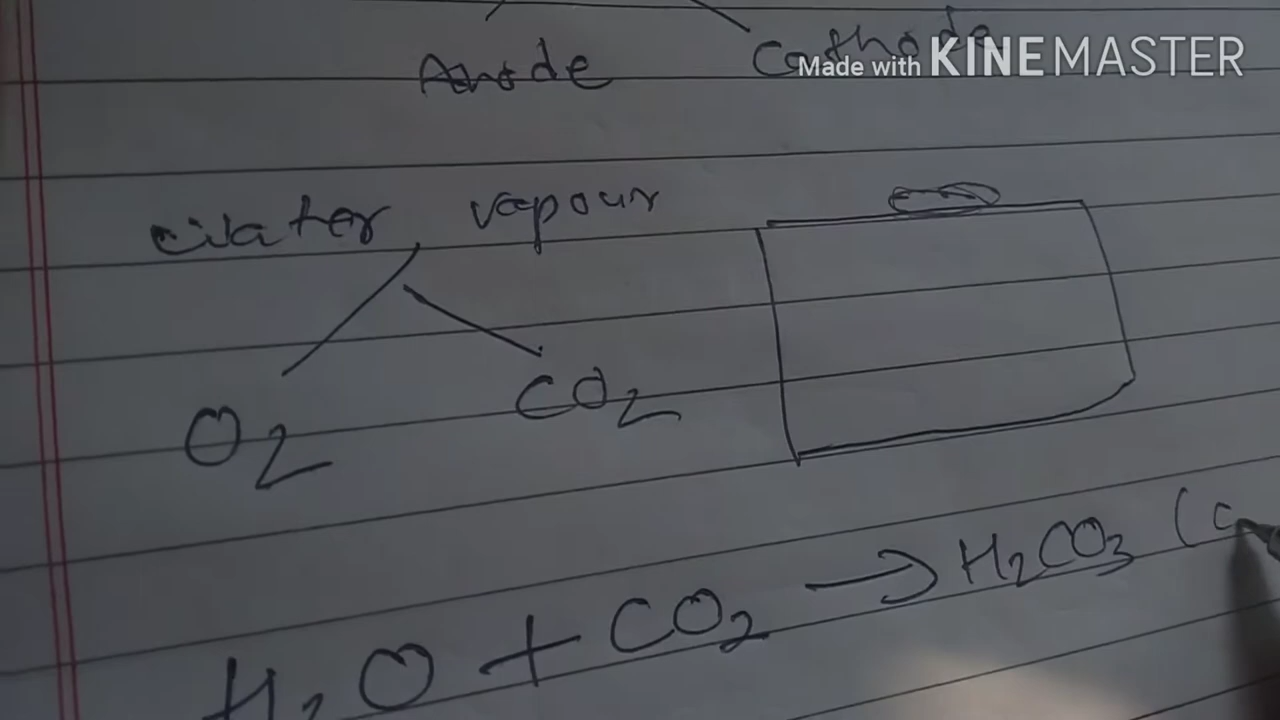 Anode Cathode
Made with KINEMASTER
water vapour
O2 CO2
H2O + CO2 → H2CO3 (c